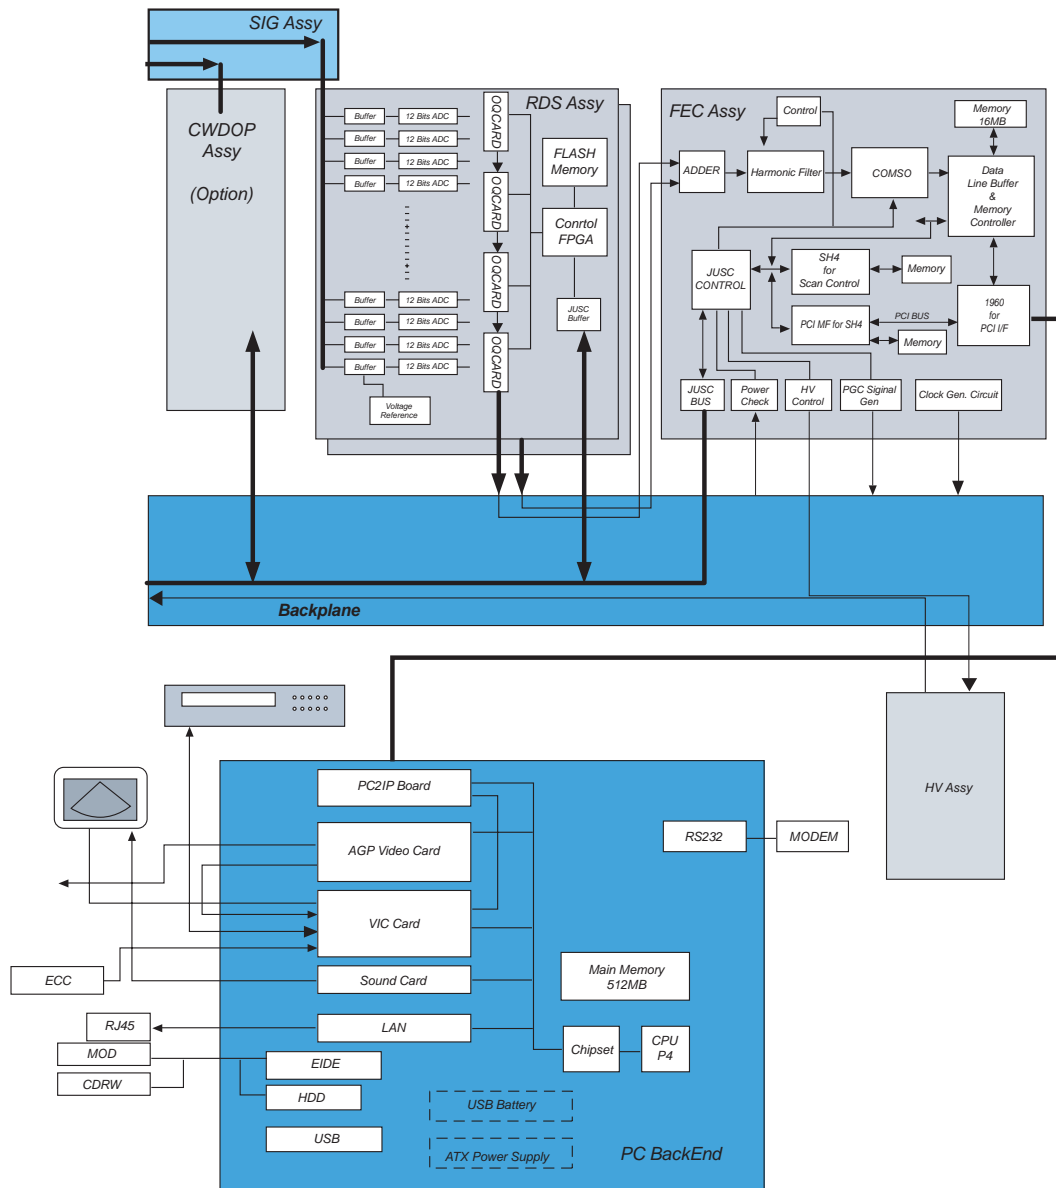 SIG Assy
CWDOP
Assy
(Option)
RDS Assy
Buffer
12 Bits ADC
Buffer
12 Bits ADC
Buffer
12 Bits ADC
Buffer
12 Bits ADC
Buffer
12 Bits ADC
Buffer
12 Bits ADC
Buffer
12 Bits ADC
Buffer
12 Bits ADC
Voltage
Reference
OQCARD
OQCARD
OQCARD
OQCARD
FLASH
Memory
Conrtol
FPGA
JUSC
Buffer
FEC Assy
Control
Memory
16MB
ADDER
Harmonic Filter
COMSO
Data
Line Buffer
&
Memory
Controller
JUSC
CONTROL
SH4
for
Scan Control
Memory
PCI MF for SH4
PCI BUS
Memory
1960
for
PCI I/F
JUSC
BUS
Power
Check
HV
Control
PGC Siginal
Gen
Clock Gen. Circuit
Backplane
HV Assy
PC2IP Board
AGP Video Card
VIC Card
Sound Card
LAN
EIDE
HDD
USB
RS232
MODEM
Main Memory
512MB
Chipset
CPU
P4
USB Battery
ATX Power Supply
PC BackEnd
ECC
RJ45
MOD
CDRW